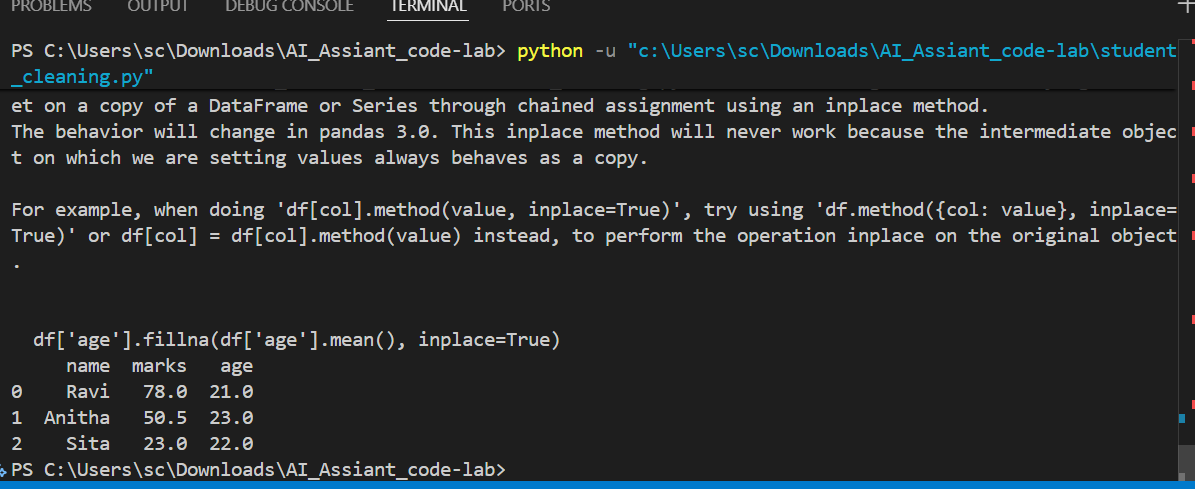 PROBLEMS OUTPUT DEBUG CONSOLE TERMINAL PORTS
PS C:\Users\sc\Downloads\AI_Assiant_code-lab> python -u "c:\Users\sc\Downloads\AI_Assiant_code-lab\student
_cleaning.py"
et on a copy of a DataFrame or Series through chained assignment using an inplace method.
The behavior will change in pandas 3.0. This inplace method will never work because the intermediate objec
t on which we are setting values always behaves as a copy.
For example, when doing 'df[col].method(value, inplace=True)', try using 'df.method({col: value}, inplace=
True)' or df[col] = df[col].method(value) instead, to perform the operation inplace on the original object
.
df['age'].fillna(df['age'].mean(), inplace=True)
name marks age
0 Ravi 78.0 21.0
1 Anitha 50.5 23.0
2 Sita 23.0 22.0
PS C:\Users\sc\Downloads\AI_Assiant_code-lab>